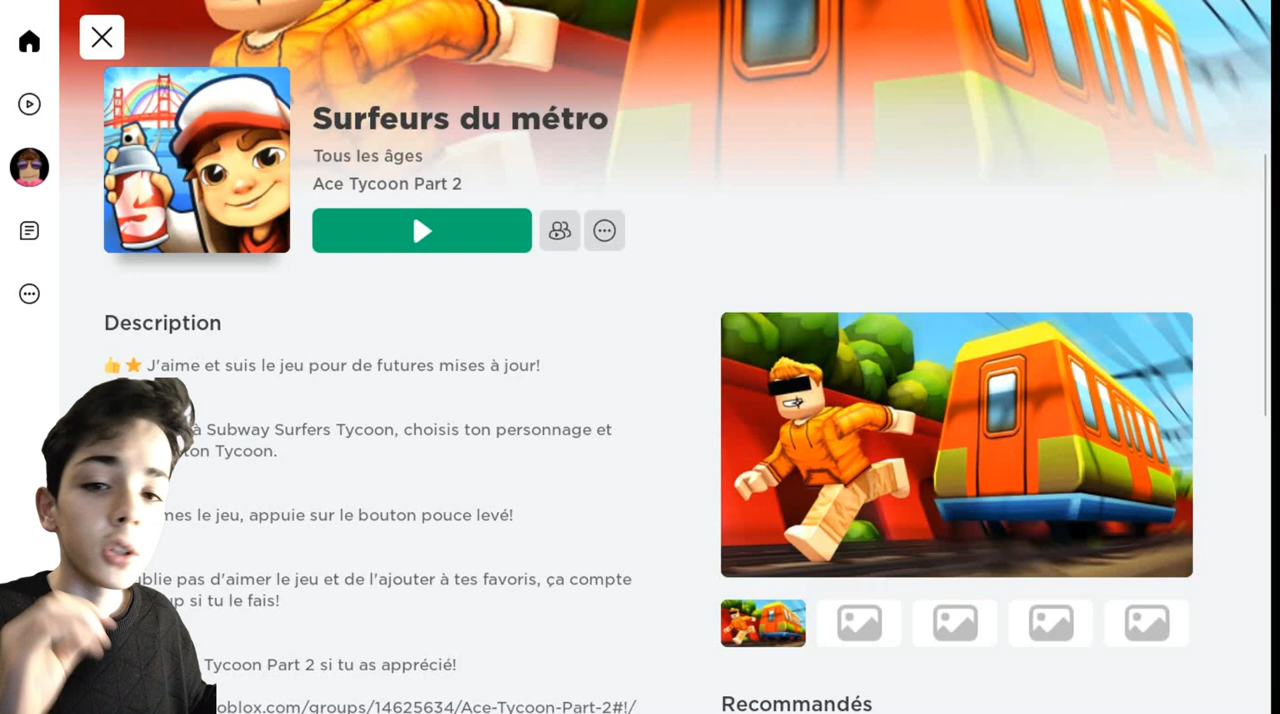 Surfeurs du métro
Tous les âges
Ace Tycoon Part 2
Description
👍⭐ J'aime et suis le jeu pour de futures mises à jour!
à Subway Surfers Tycoon, choisis ton personnage et
ton Tycoon.
le jeu, appuie sur le bouton pouce levé!
pas d'aimer le jeu et de l'ajouter à tes favoris, ça compte
si tu le fais!
Tycoon Part 2 si tu as apprécié!
oblox.com/groups/14625634/Ace-Tycoon-Part-2#!/
Recommandés